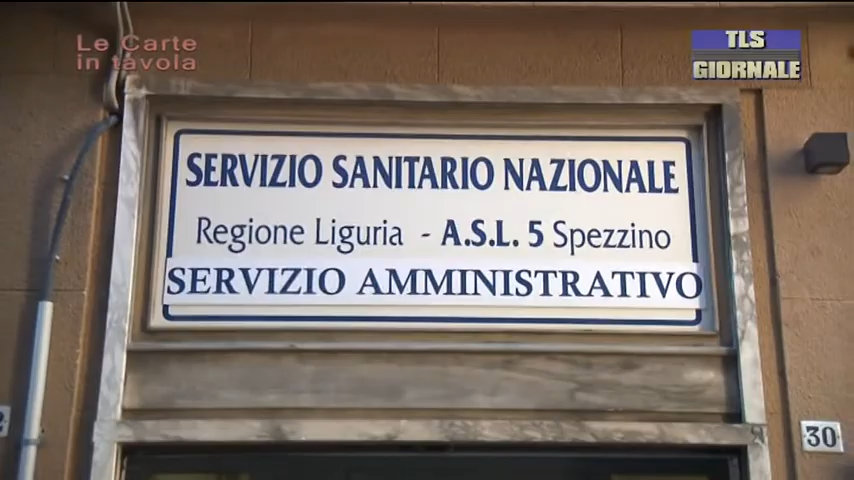 Le Carte
in tavola
TLS
GIORNALE
SERVIZIO SANITARIO NAZIONALE
Regione Liguria - A.S.L. 5 Spezzino
SERVIZIO AMMINISTRATIVO
30